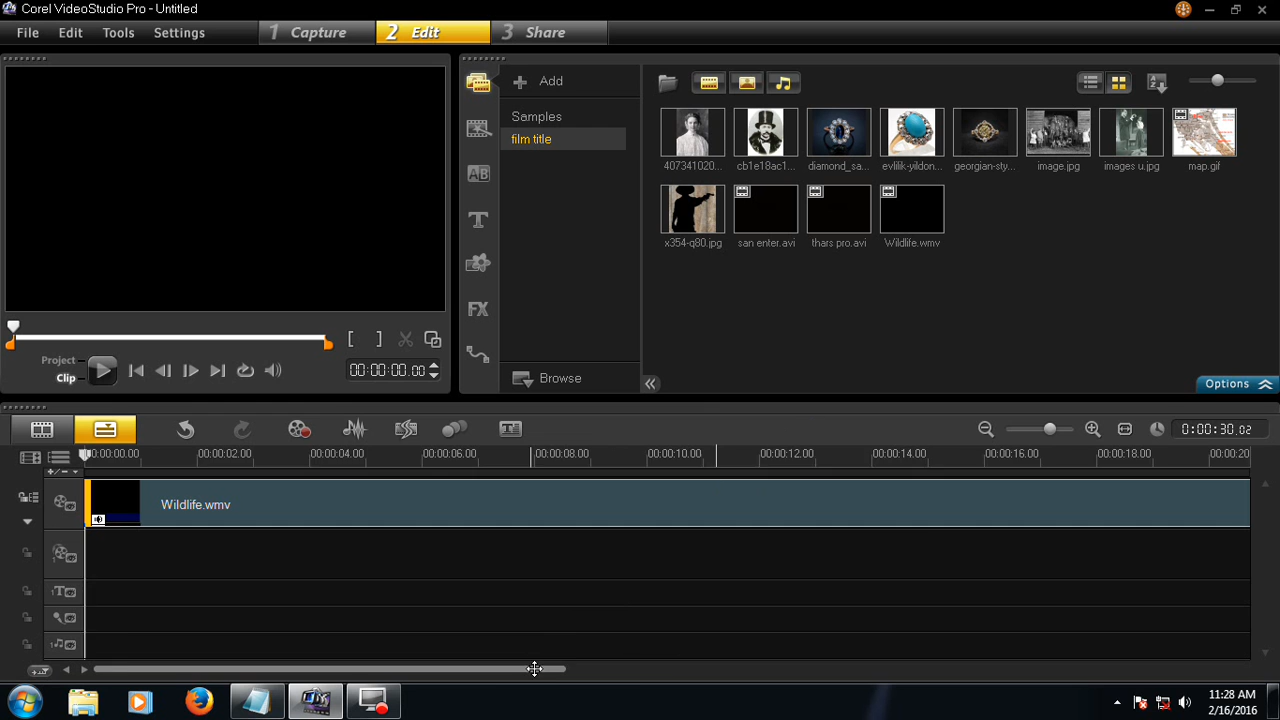 Corel VideoStudio Pro - Untitled
File Edit Tools Settings 1 Capture 2 Edit 3 Share
Add
Samples
film title
407341020...
cb1e18ac1...
diamond_sa...
evlilik-yildon...
georgian-sty...
image.jpg
images u.jpg
map.gif
x354-q80.jpg
san enter.avi
thars pro.avi
Wildlife.wmv
Project
Clip
00:00:00.00
Browse
Options
0:00:30.02
00:00:00.00 00:00:02.00 00:00:04.00 00:00:06.00 00:00:08.00 00:00:10.00 00:00:12.00 00:00:14.00 00:00:16.00 00:00:18.00 00:00:20
Wildlife.wmv
11:28 AM
2/16/2016